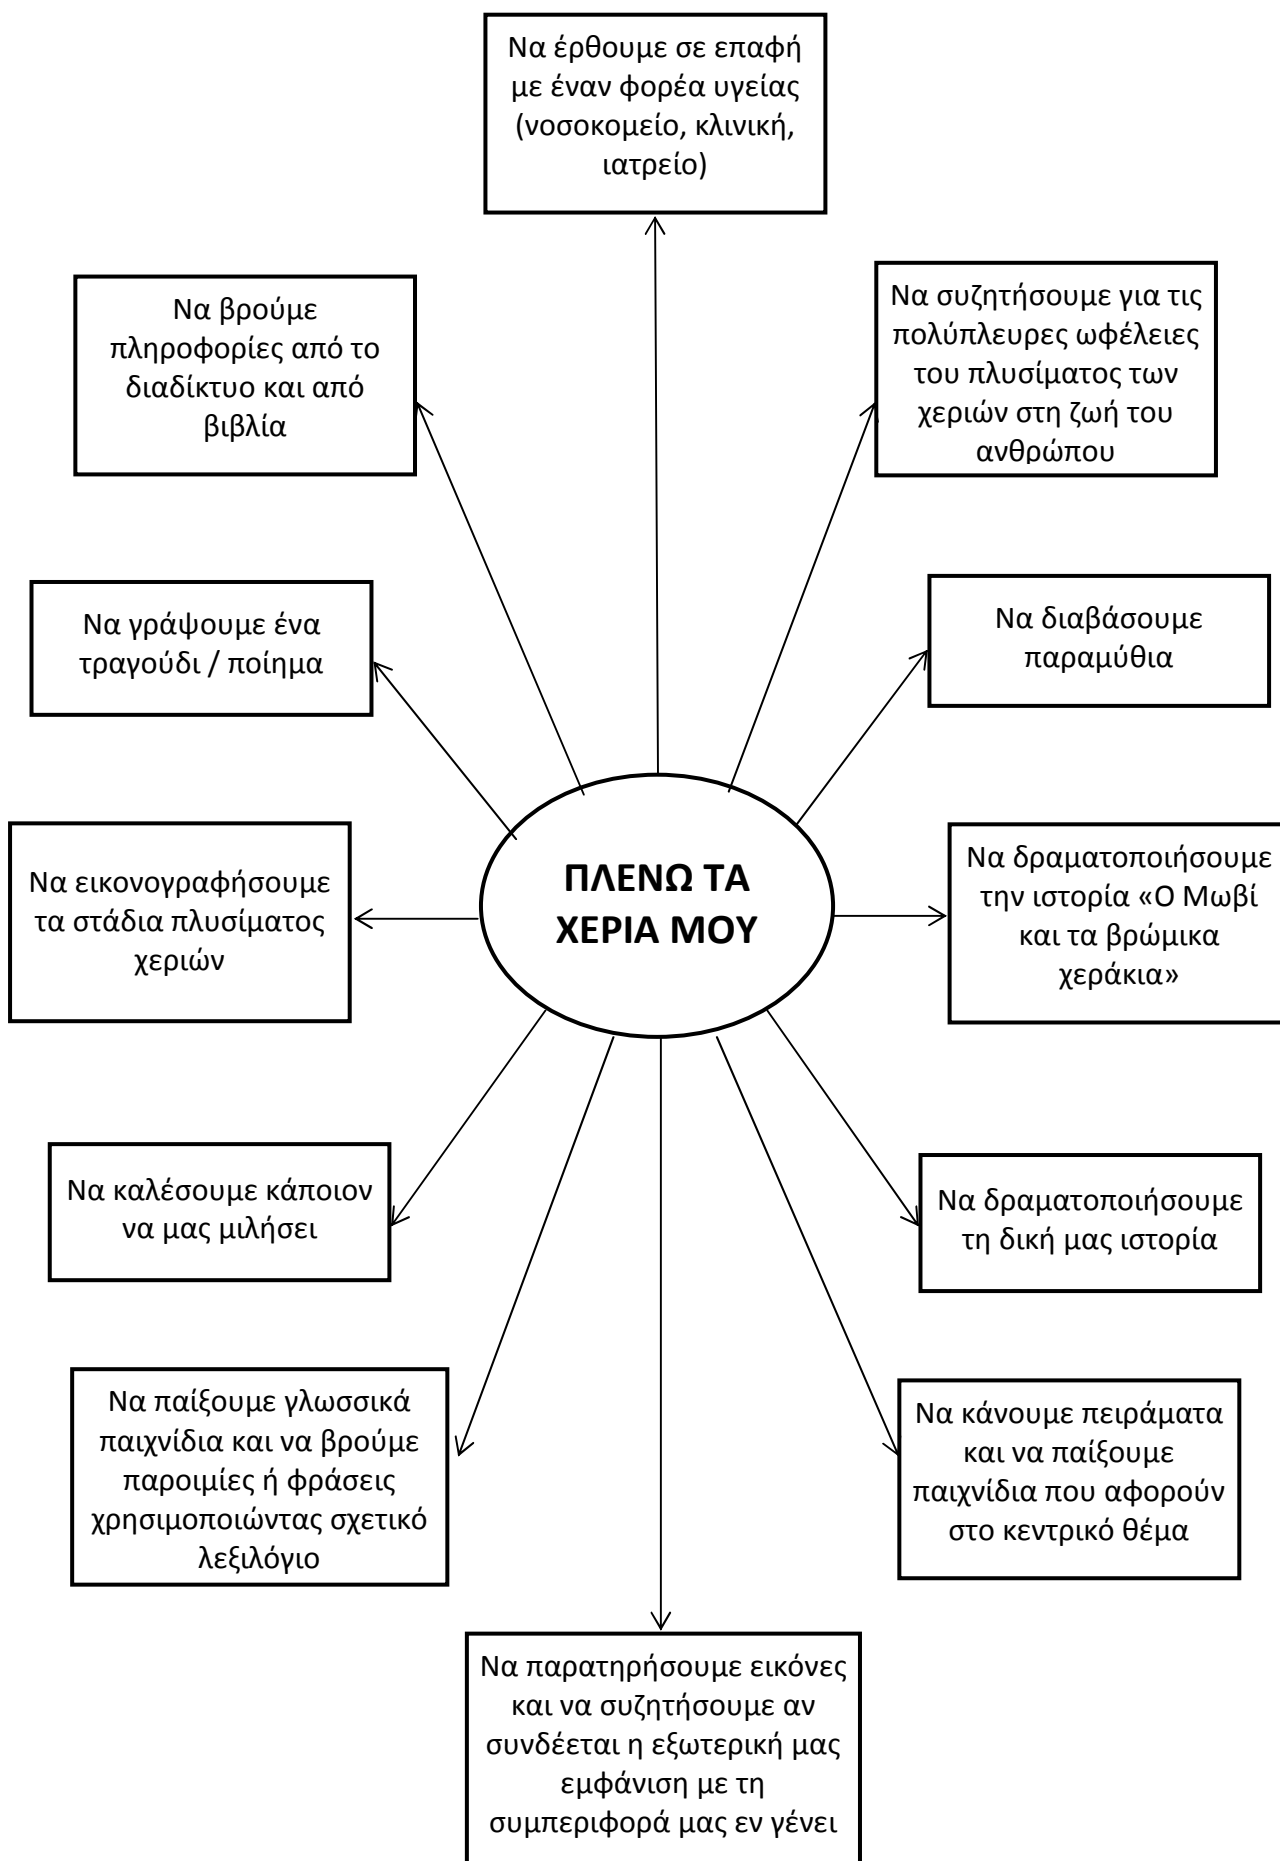 Να έρθουμε σε επαφή
με έναν φορέα υγείας
(νοσοκομείο, κλινική,
ιατρείο)
Να βρούμε
πληροφορίες από το
διαδίκτυο και από
βιβλία
Να συζητήσουμε για τις
πολύπλευρες ωφέλειες
του πλυσίματος των
χεριών στη ζωή του
ανθρώπου
Να γράψουμε ένα
τραγούδι / ποίημα
Να διαβάσουμε
παραμύθια
Να εικονογραφήσουμε
τα στάδια πλυσίματος
χεριών
ΠΛΕΝΩ ΤΑ
ΧΕΡΙΑ ΜΟΥ
Να δραματοποιήσουμε
την ιστορία «Ο Μωβί
και τα βρώμικα
χεράκια»
Να καλέσουμε κάποιον
να μας μιλήσει
Να δραματοποιήσουμε
τη δική μας ιστορία
Να παίξουμε γλωσσικά
παιχνίδια και να βρούμε
παροιμίες ή φράσεις
χρησιμοποιώντας σχετικό
λεξιλόγιο
Να κάνουμε πειράματα
και να παίξουμε
παιχνίδια που αφορούν
στο κεντρικό θέμα
Να παρατηρήσουμε εικόνες
και να συζητήσουμε αν
συνδέεται η εξωτερική μας
εμφάνιση με τη
συμπεριφορά μας εν γένει